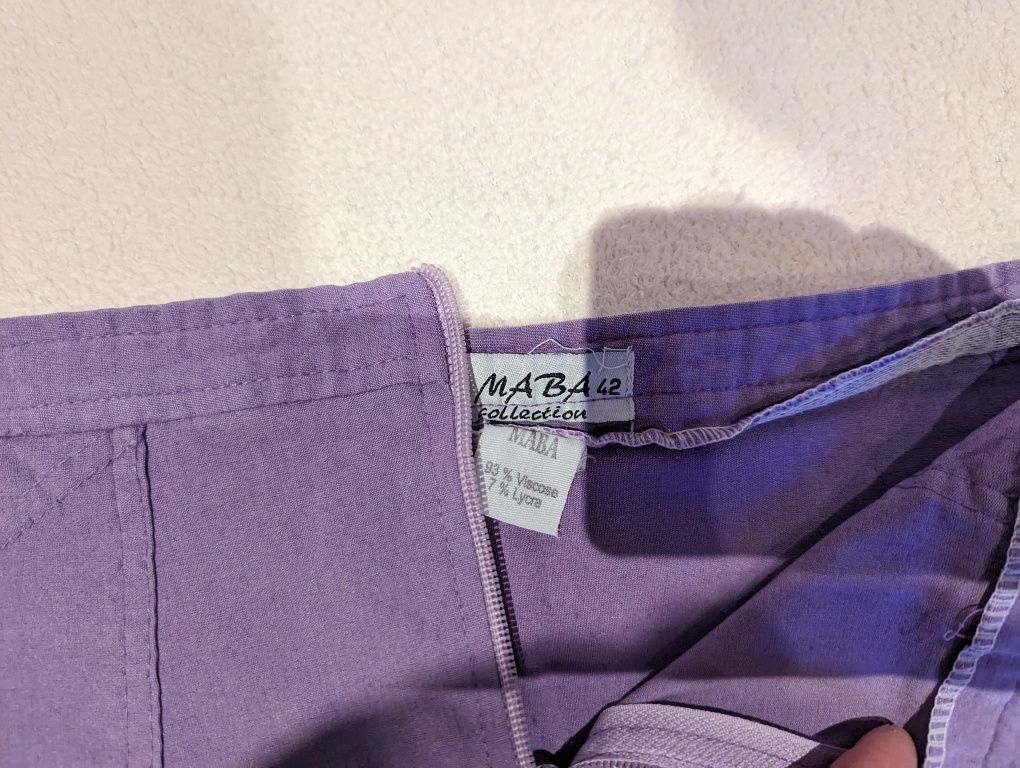 MABA 42
collection
MABA
93 % Viscose
7 % Lycra